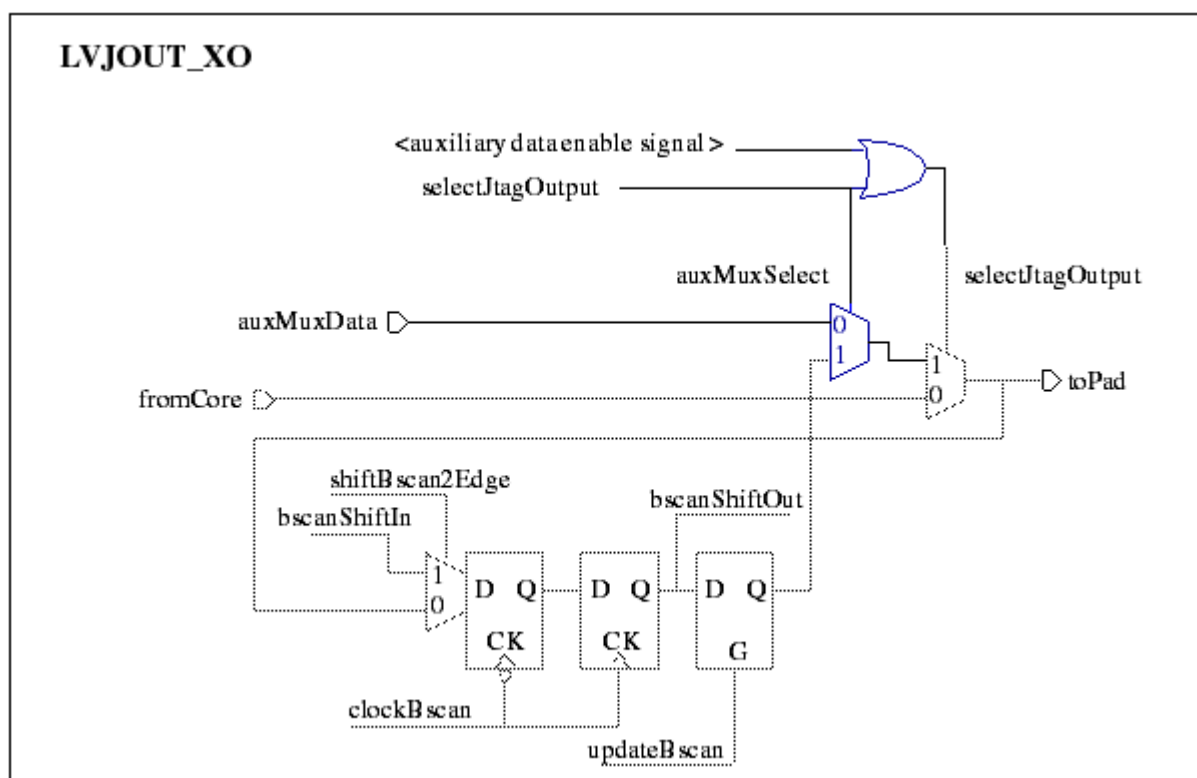 LVJOUT_XO
<auxiliary data enable signal>
selectJtagOutput
auxMuxSelect
selectJtagOutput
auxMuxData
0
1
1
0
toPad
fromCore
shiftBscan2Edge
bscanShiftIn
bscanShiftOut
1
0
D Q
CK
D Q
CK
D Q
G
clockBscan
updateBscan